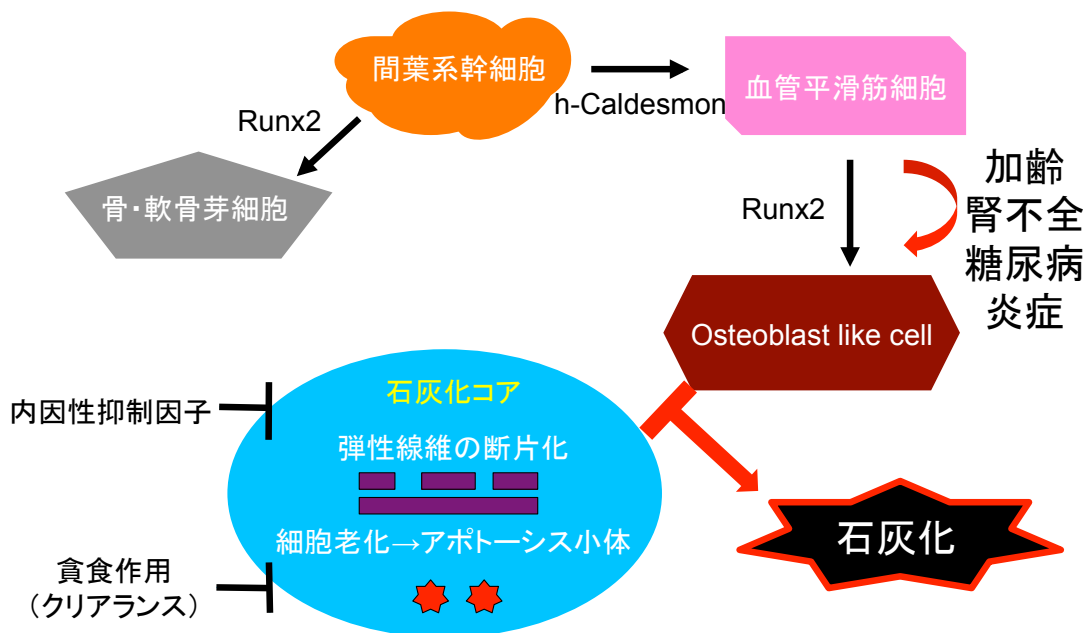 間葉系幹細胞
血管平滑筋細胞
h-Caldesmon
Runx2
骨・軟骨芽細胞
Runx2
加齢
腎不全
糖尿病
炎症
Osteoblast like cell
石灰化コア
内因性抑制因子
弾性線維の断片化
細胞老化→アポトーシス小体
石灰化
貪食作用
（クリアランス）